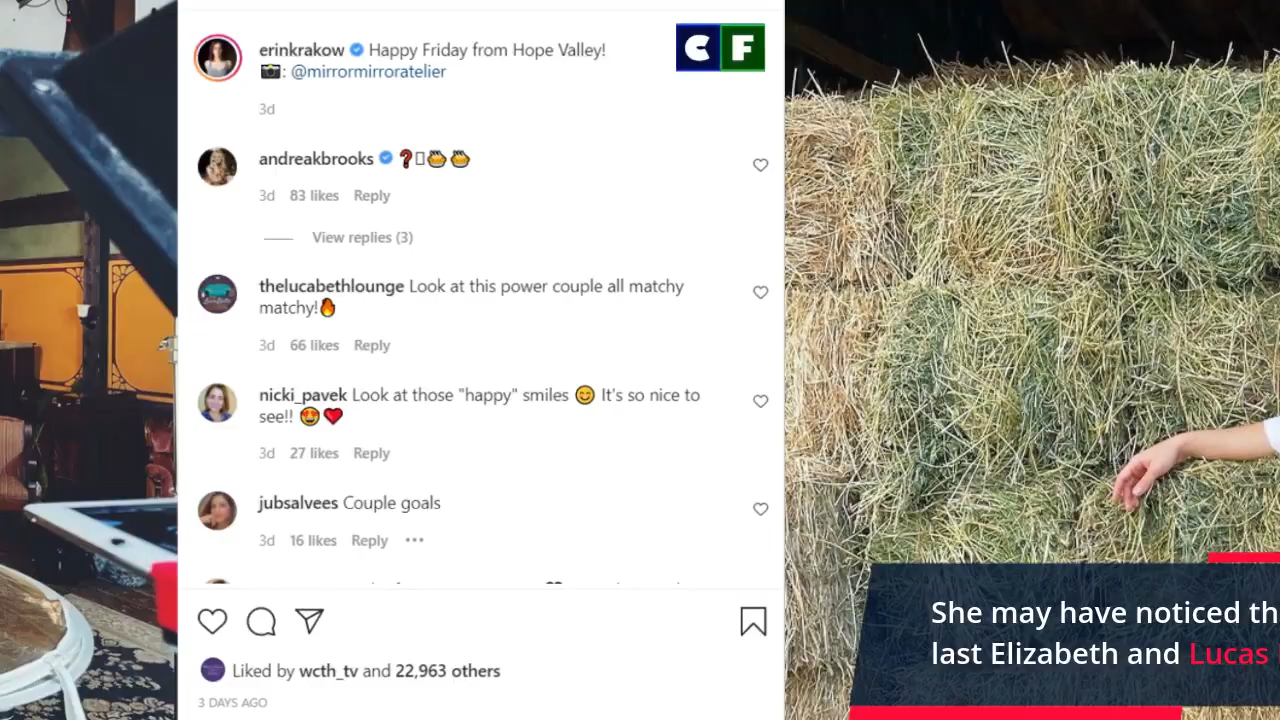 erinkrakow Happy Friday from Hope Valley!
📸: @mirrormirroratelier
3d
andreakbrooks ❓🥧🥧
3d 83 likes Reply
View replies (3)
thelucabethlounge Look at this power couple all matchy
matchy!🔥
3d 66 likes Reply
nicki_pavek Look at those "happy" smiles 😊 It's so nice to
see!! 😍❤️
3d 27 likes Reply
jubsalvees Couple goals
3d 16 likes Reply •••
Liked by wcth_tv and 22,963 others
3 DAYS AGO
C F
She may have noticed th
last Elizabeth and Lucas